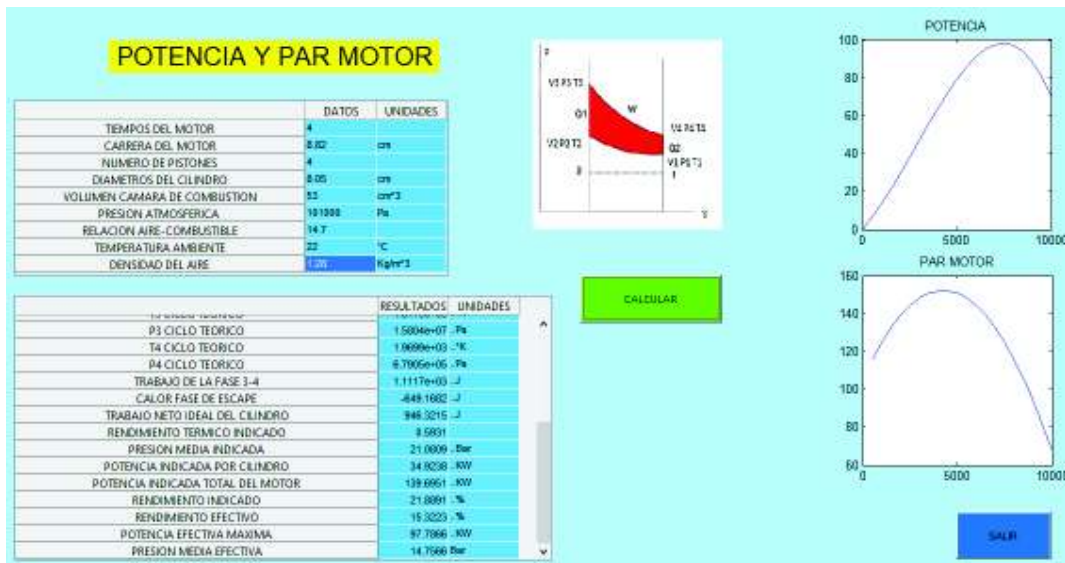 POTENCIA Y PAR MOTOR
DATOS UNIDADES
TIEMPOS DEL MOTOR 4
CARRERA DEL MOTOR 8.82 cm
NUMERO DE PISTONES 4
DIAMETROS DEL CILINDRO 8.05 cm
VOLUMEN CAMARA DE COMBUSTION 53 cm^3
PRESION ATMOSFERICA Pa
RELACION AIRE-COMBUSTIBLE 14.7
TEMPERATURA AMBIENTE 22 °C
DENSIDAD DEL AIRE Kg/m^3
RESULTADOS UNIDADES
P3 CICLO TEORICO 1.5804e+07 Pa
T4 CICLO TEORICO 1.9699e+03 °K
P4 CICLO TEORICO 6.7905e+05 Pa
TRABAJO DE LA FASE 3-4 1.1117e+03 J
CALOR FASE DE ESCAPE -649.1682 J
TRABAJO NETO IDEAL DEL CILINDRO 946.3215 J
RENDIMIENTO TERMICO INDICADO 0.5931
PRESION MEDIA INDICADA 21.0809 Bar
POTENCIA INDICADA POR CILINDRO 34.9238 KW
POTENCIA INDICADA TOTAL DEL MOTOR 139.6951 KW
RENDIMIENTO INDICADO 21.8891 %
RENDIMIENTO EFECTIVO 15.3223 %
POTENCIA EFECTIVA MAXIMA 97.7866 KW
PRESION MEDIA EFECTIVA 14.7566 Bar
V3 P3 T3
Q1
W
V4 P4 T4
V2 P2 T2
Q2
V1 P1 T1
CALCULAR
POTENCIA
100
80
60
40
20
0
0 5000 10000
PAR MOTOR
160
140
120
100
80
60
0 5000 10000
SALIR